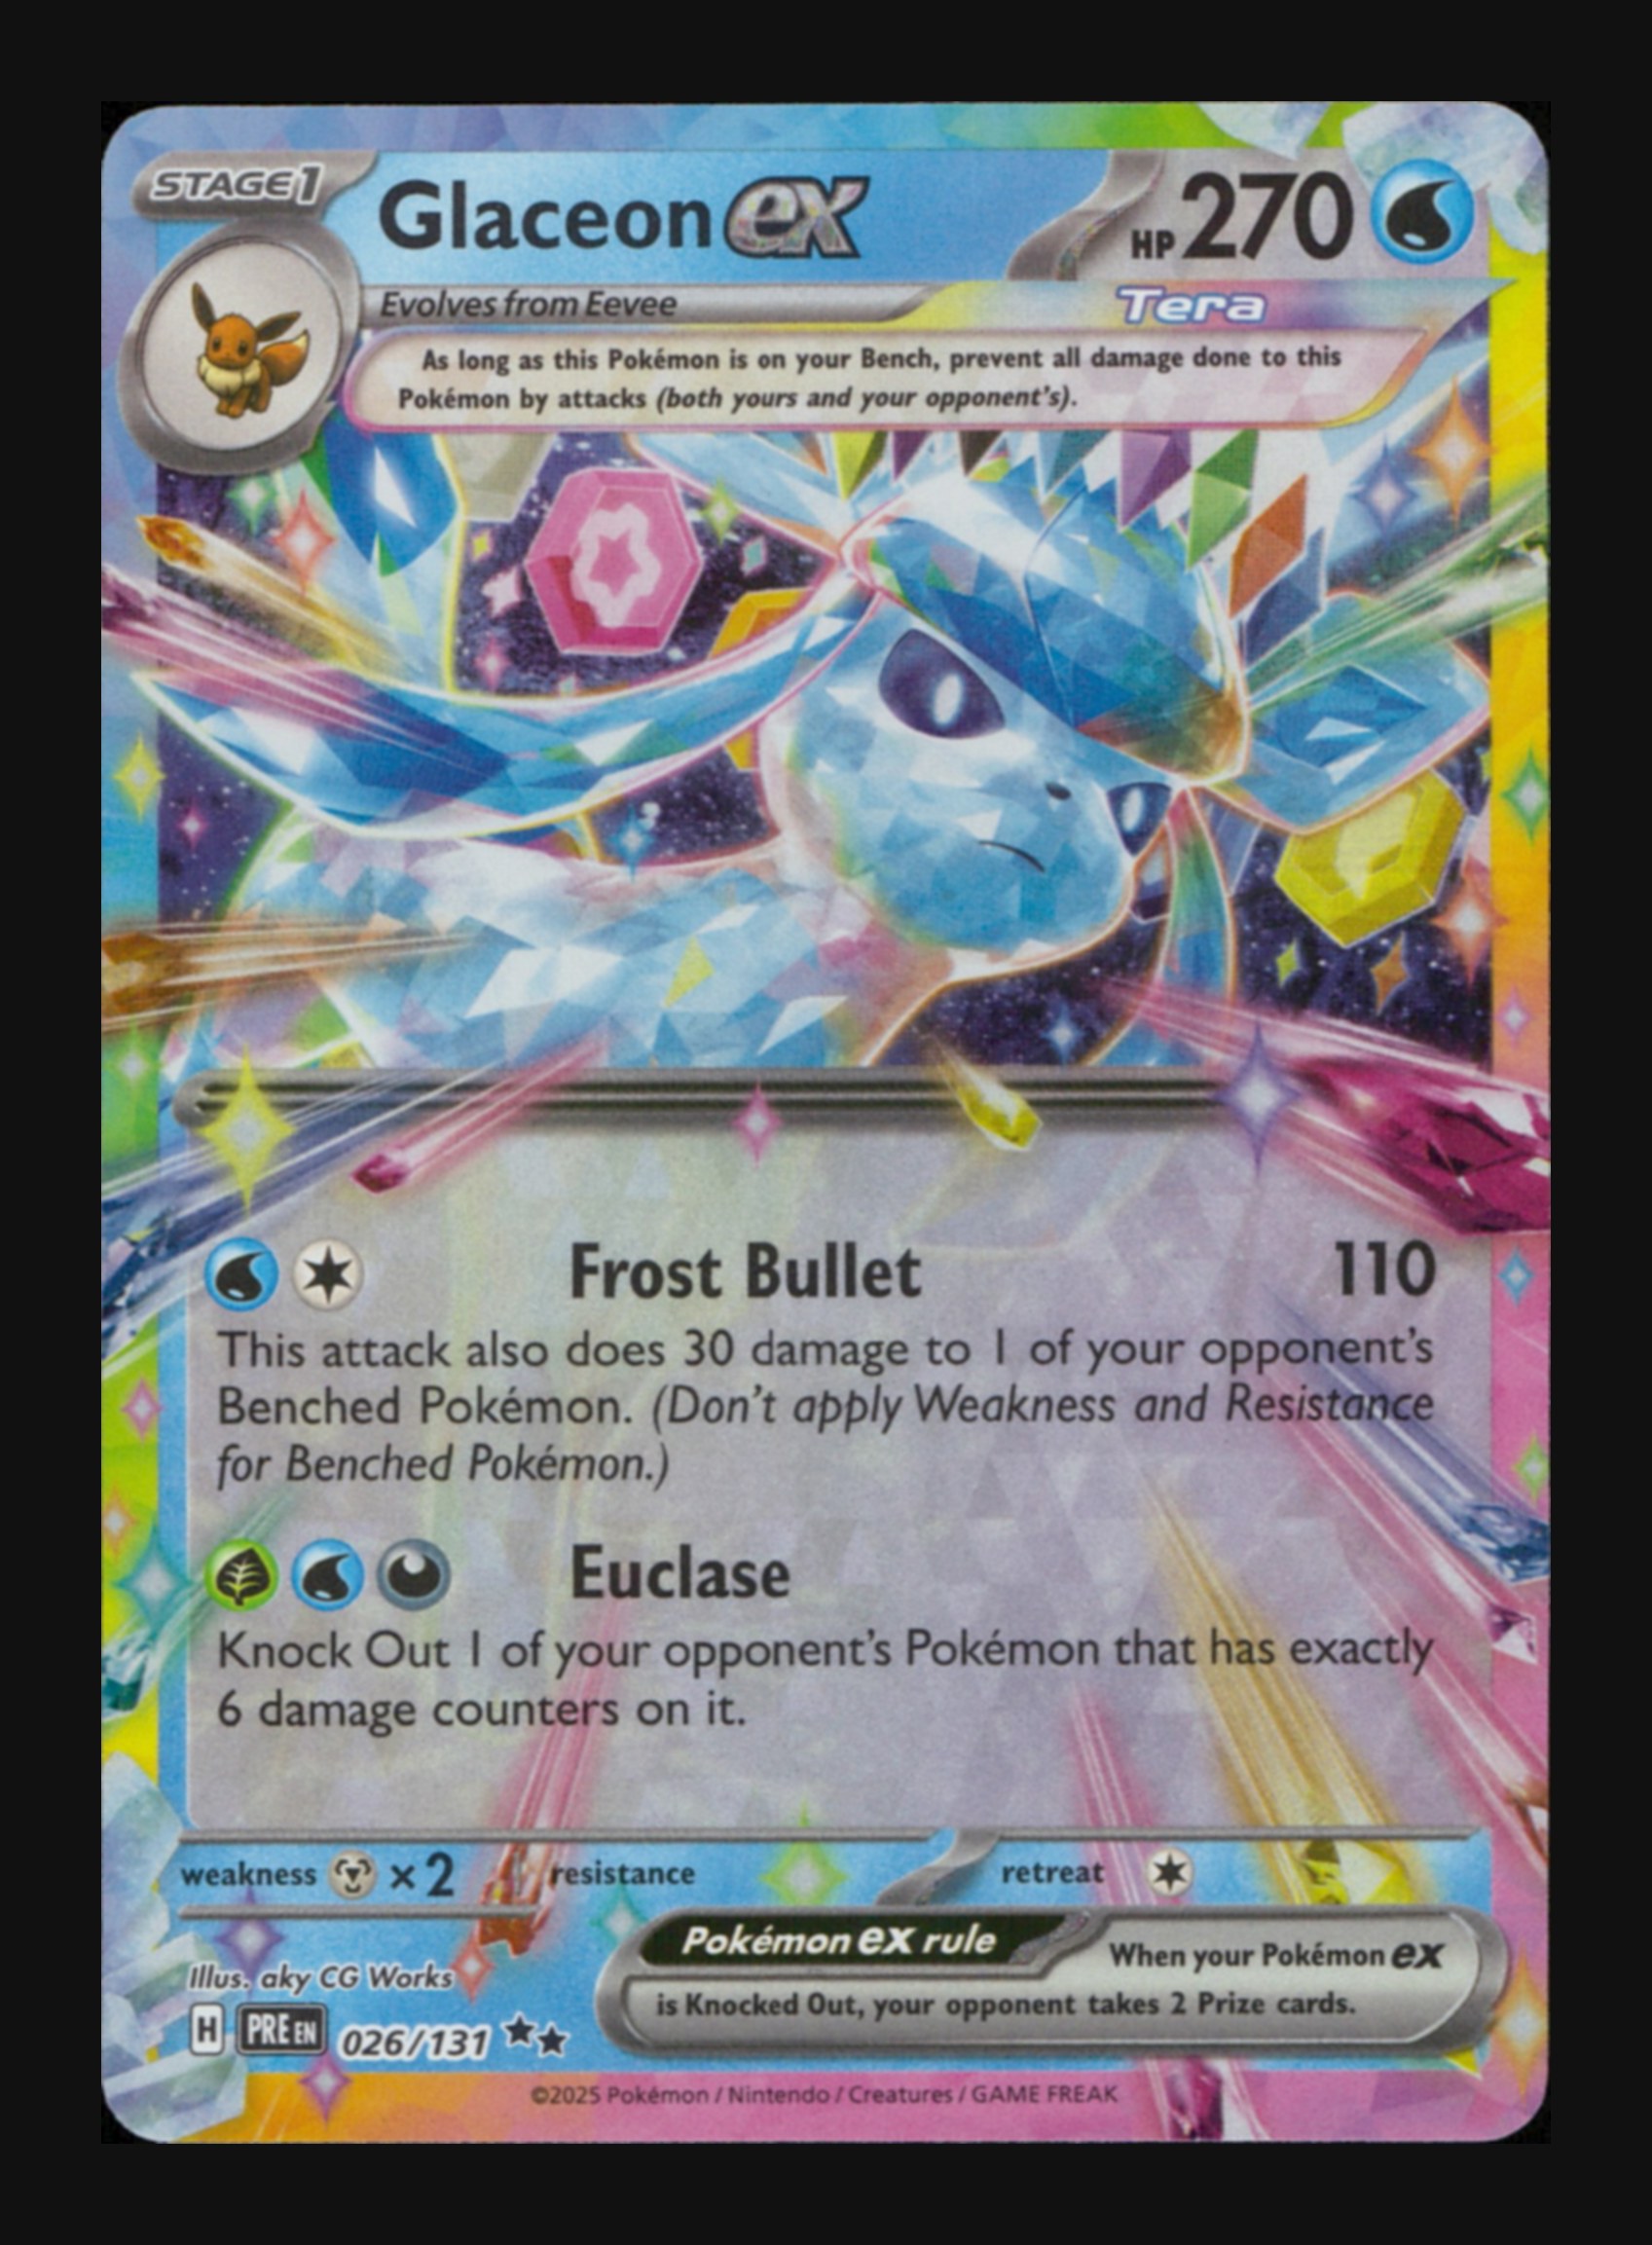 STAGE1
Glaceon ex
HP 270
Evolves from Eevee
Tera
As long as this Pokémon is on your Bench, prevent all damage done to this
Pokémon by attacks (both yours and your opponent's).
Frost Bullet 110
This attack also does 30 damage to 1 of your opponent's
Benched Pokémon. (Don't apply Weakness and Resistance
for Benched Pokémon.)
Euclase
Knock Out 1 of your opponent's Pokémon that has exactly
6 damage counters on it.
weakness ×2 resistance retreat
Pokémon ex rule
When your Pokémon ex
is Knocked Out, your opponent takes 2 Prize cards.
Illus. aky CG Works
H PRE EN 026/131
©2025 Pokémon / Nintendo / Creatures / GAME FREAK